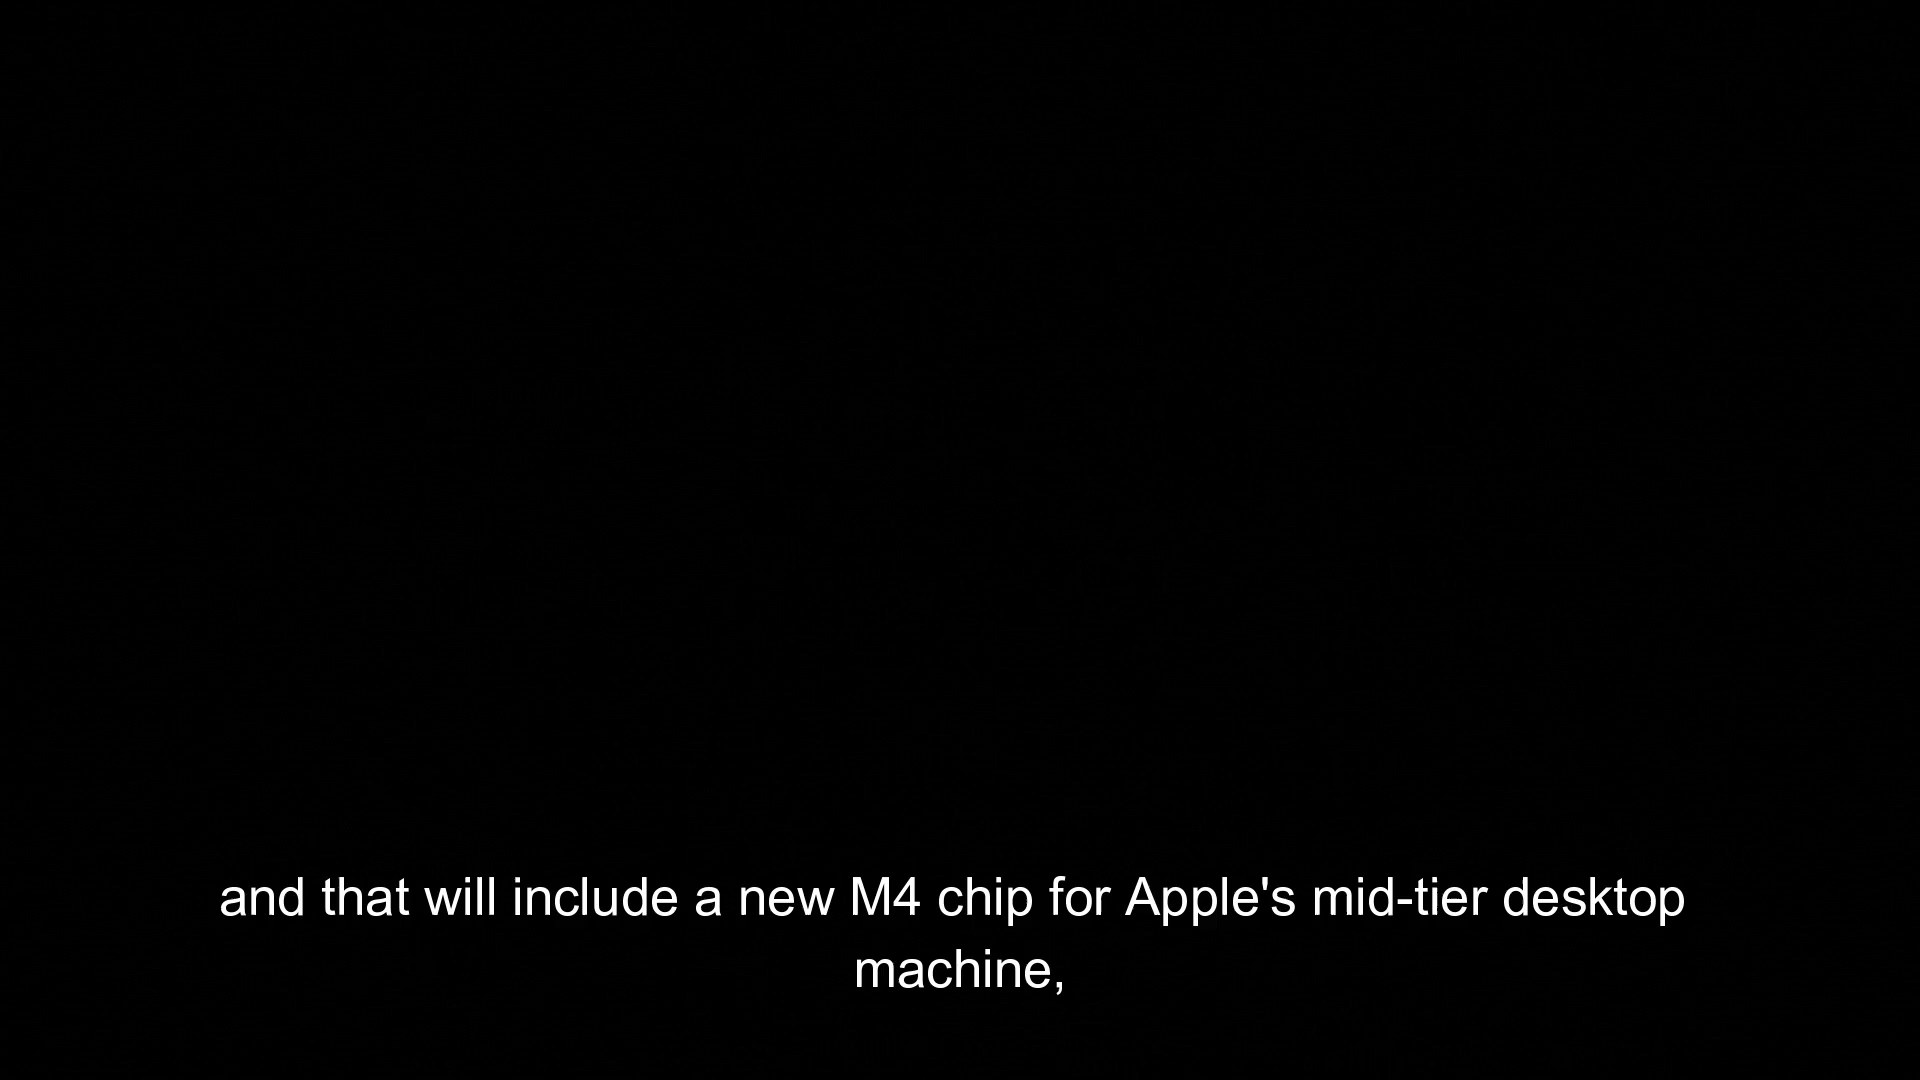 and that will include a new M4 chip for Apple's mid-tier desktop
machine,